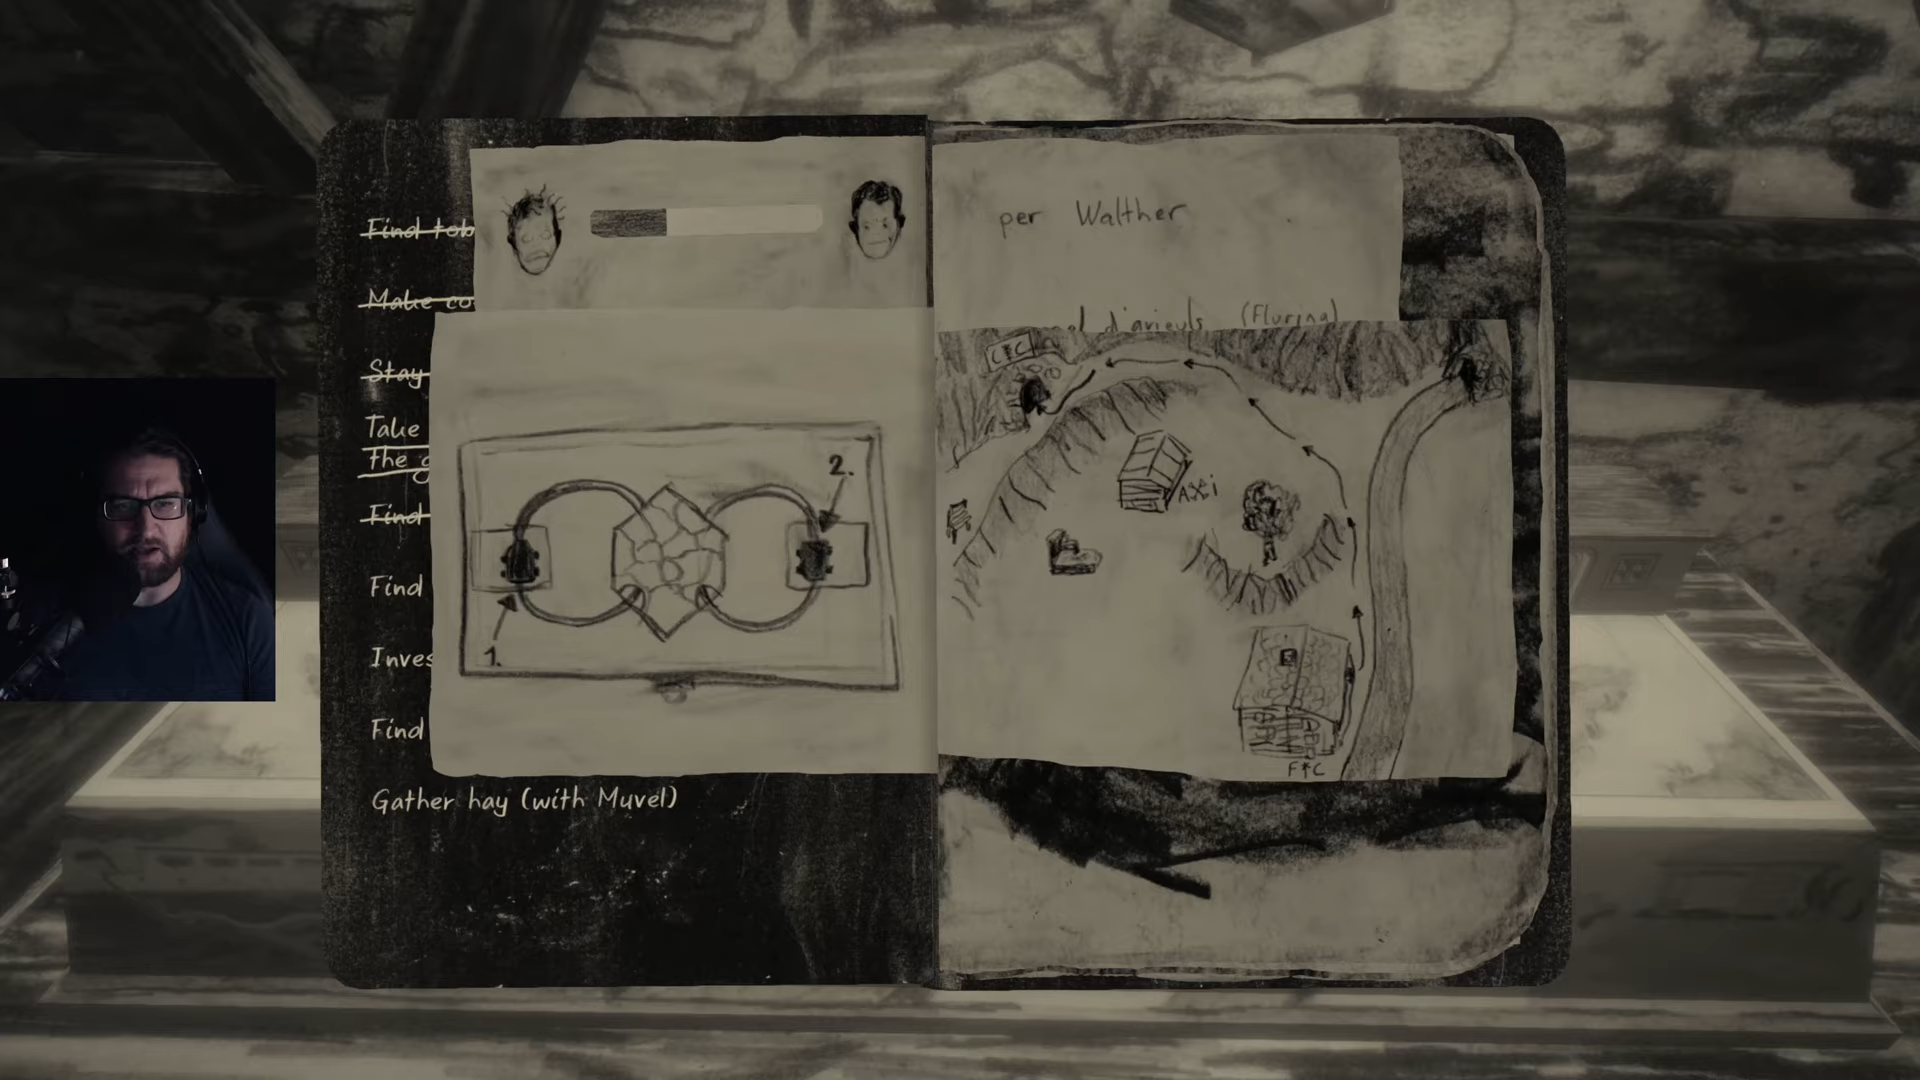 Find tob
Make co
Stay
Take
The g
Find
Find
Inves
Find
Gather hay (with Muvel)
2.
1.
per Walther
d'arieuls (Flurina)
C+C
Axi
F+C